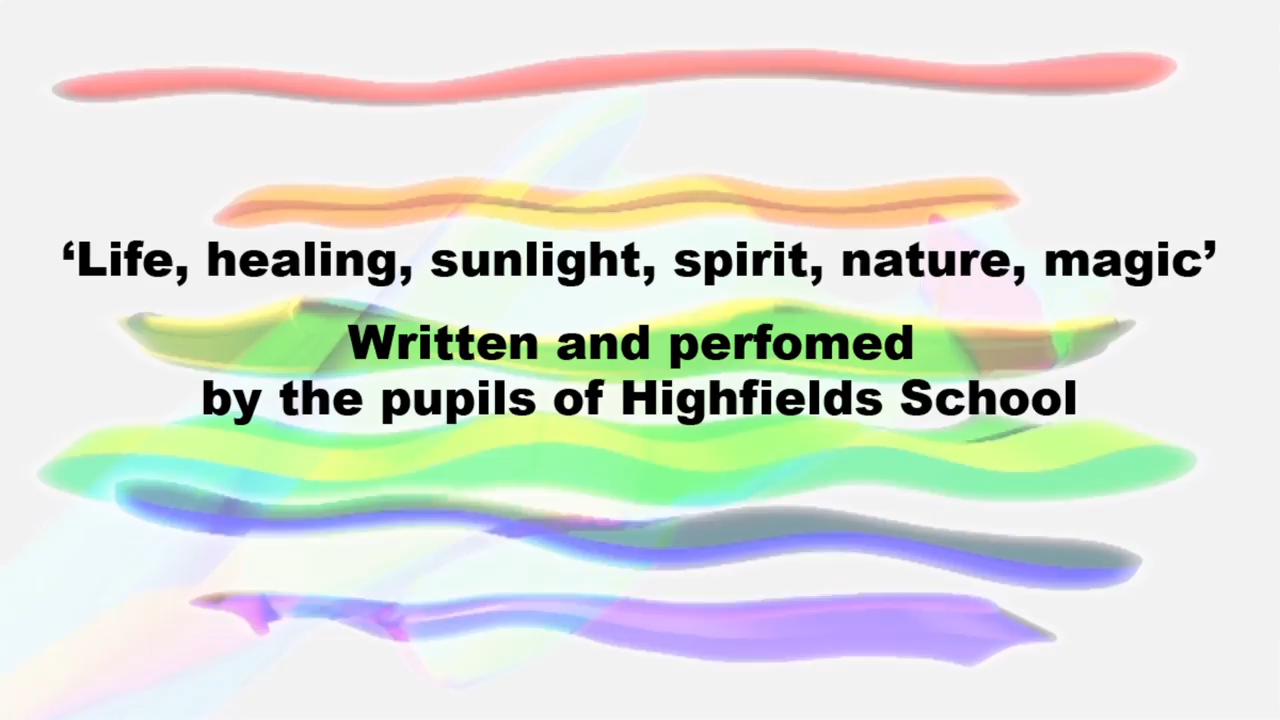 ‘Life, healing, sunlight, spirit, nature, magic’
Written and perfomed
by the pupils of Highfields School